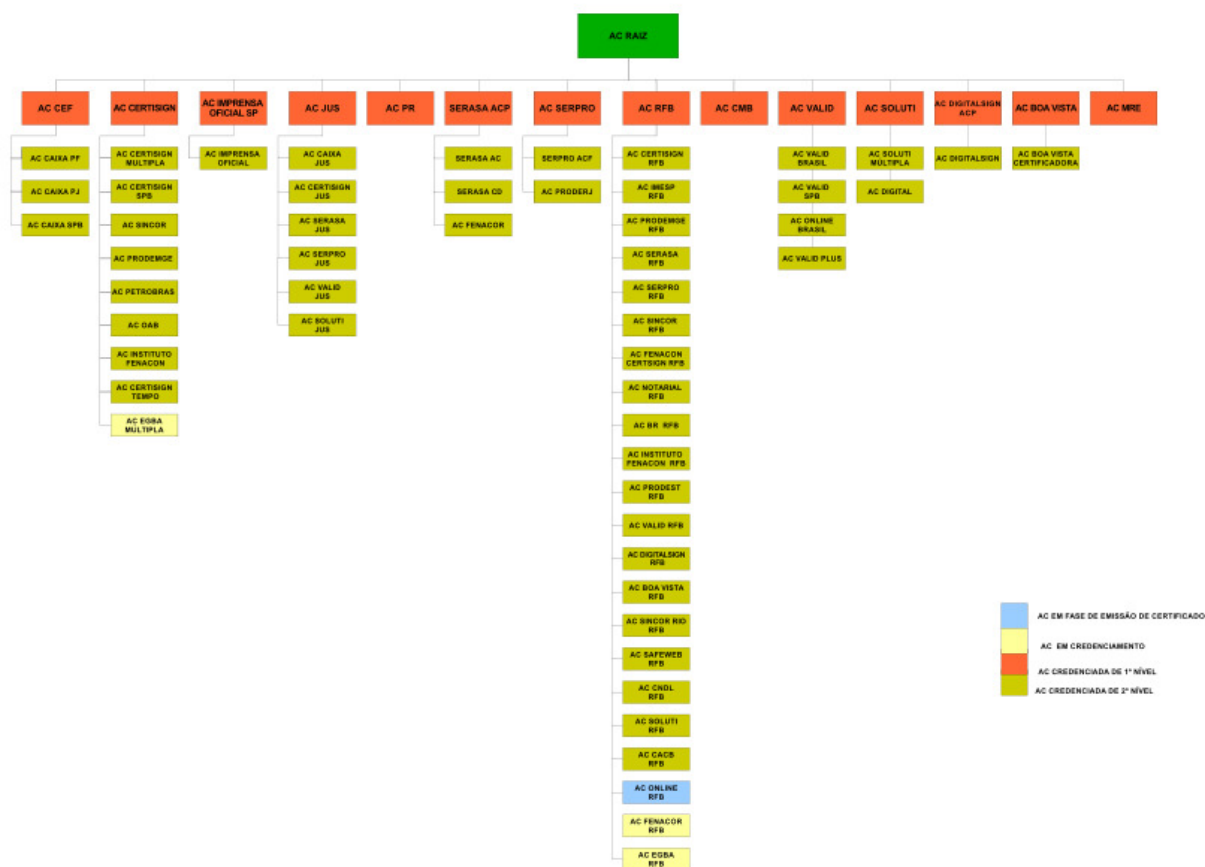 AC RAIZ
AC CEF
AC CERTISIGN
AC IMPRENSA
OFICIAL SP
AC JUS
AC PR
SERASA ACP
AC SERPRO
AC RFB
AC CMB
AC VALID
AC SOLUTI
AC DIGITALSIGN
ACP
AC BOA VISTA
AC MRE
AC CAIXA PF
AC CAIXA PJ
AC CAIXA SPB
AC CERTISIGN
MÚLTIPLA
AC CERTISIGN
SPB
AC SINCOR
AC PRODEMGE
AC PETROBRAS
AC OAB
AC INSTITUTO
FENACON
AC CERTISIGN
TEMPO
AC EGBA
MÚLTIPLA
AC IMPRENSA
OFICIAL
AC CAIXA
JUS
AC CERTISIGN
JUS
AC SERASA
JUS
AC SERPRO
JUS
AC VALID
JUS
AC SOLUTI
JUS
SERASA AC
SERASA CD
AC FENACOR
SERPRO ACF
AC PRODERJ
AC CERTISIGN
RFB
AC IMESP
RFB
AC PRODEMGE
RFB
AC SERASA
RFB
AC SERPRO
RFB
AC SINCOR
RFB
AC FENACON
CERTSIGN RFB
AC NOTARIAL
RFB
AC BR RFB
AC INSTITUTO
FENACON RFB
AC PRODEST
RFB
AC VALID RFB
AC DIGITALSIGN
RFB
AC BOA VISTA
RFB
AC SINCOR RIO
RFB
AC SAFEWEB
RFB
AC CNDL
RFB
AC SOLUTI
RFB
AC CACB
RFB
AC ONLINE
RFB
AC FENACOR
RFB
AC EGBA
RFB
AC VALID
BRASIL
AC VALID
SPB
AC ONLINE
BRASIL
AC VALID PLUS
AC SOLUTI
MÚLTIPLA
AC DIGITAL
AC DIGITALSIGN
AC BOA VISTA
CERTIFICADORA
AC EM FASE DE EMISSÃO DE CERTIFICADO
AC EM CREDENCIAMENTO
AC CREDENCIADA DE 1º NÍVEL
AC CREDENCIADA DE 2º NÍVEL